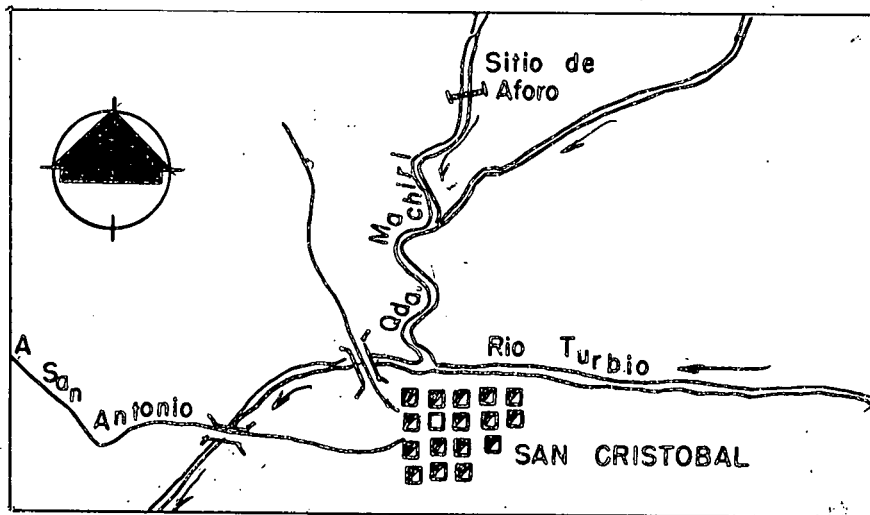 Sitio de
Aforo
Qda. Machiri
Rio Turbio
A San Antonio
SAN CRISTOBAL